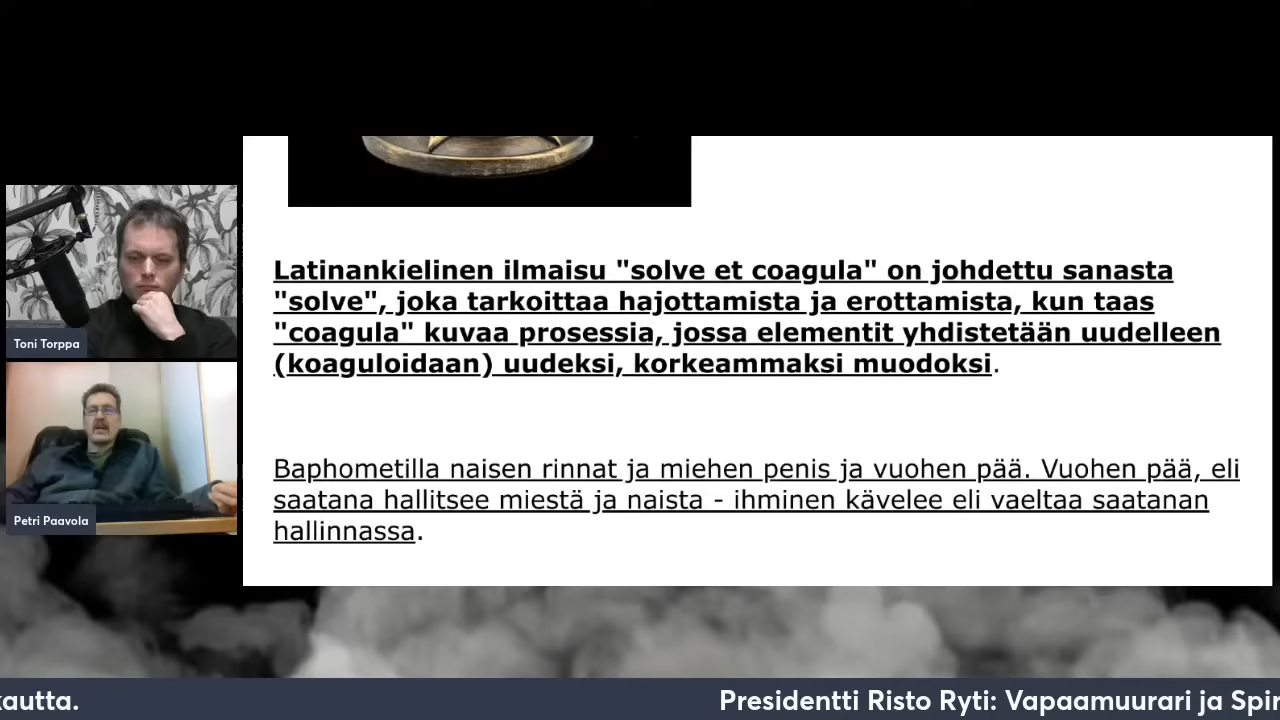 Latinankielinen ilmaisu "solve et coagula" on johdettu sanasta
"solve", joka tarkoittaa hajottamista ja erottamista, kun taas
"coagula" kuvaa prosessia, jossa elementit yhdistetään uudelleen
(koaguloidaan) uudeksi, korkeammaksi muodoksi.
Baphometilla naisen rinnat ja miehen penis ja vuohen pää. Vuohen pää, eli
saatana hallitsee miestä ja naista - ihminen kävelee eli vaeltaa saatanan
hallinnassa.
Toni Torppa
Petri Paavola
kautta.
Presidentti Risto Ryti: Vapaamuurari ja Spir